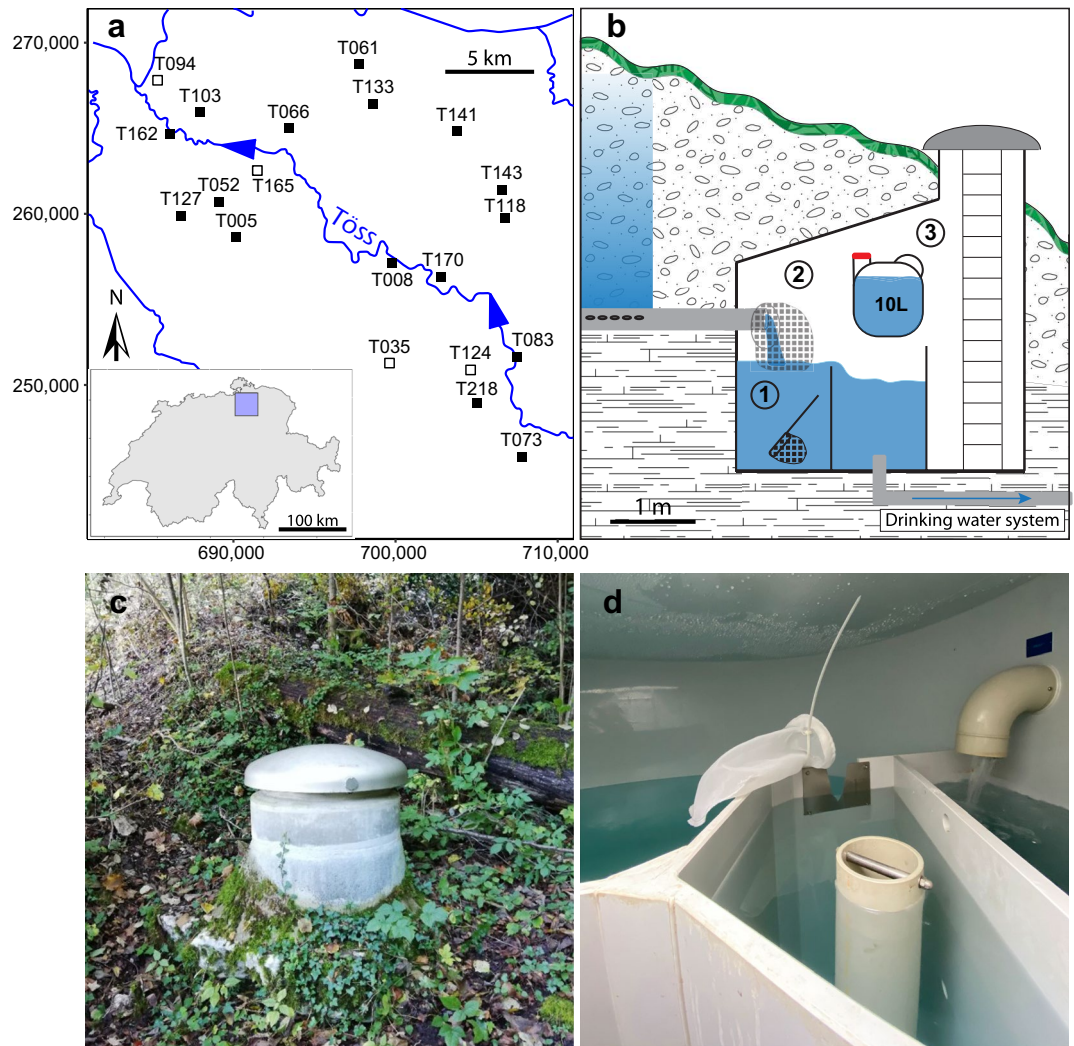 a
270,000
260,000
250,000
690,000
700,000
710,000
5 km
T061
T094
T133
T103
T066
T141
T162
T165
T143
T052
T127
T118
T005
Töss
T008
T170
N
T083
T035
T124
T218
T073
100 km
b
3
2
10L
1
1 m
Drinking water system
c
d